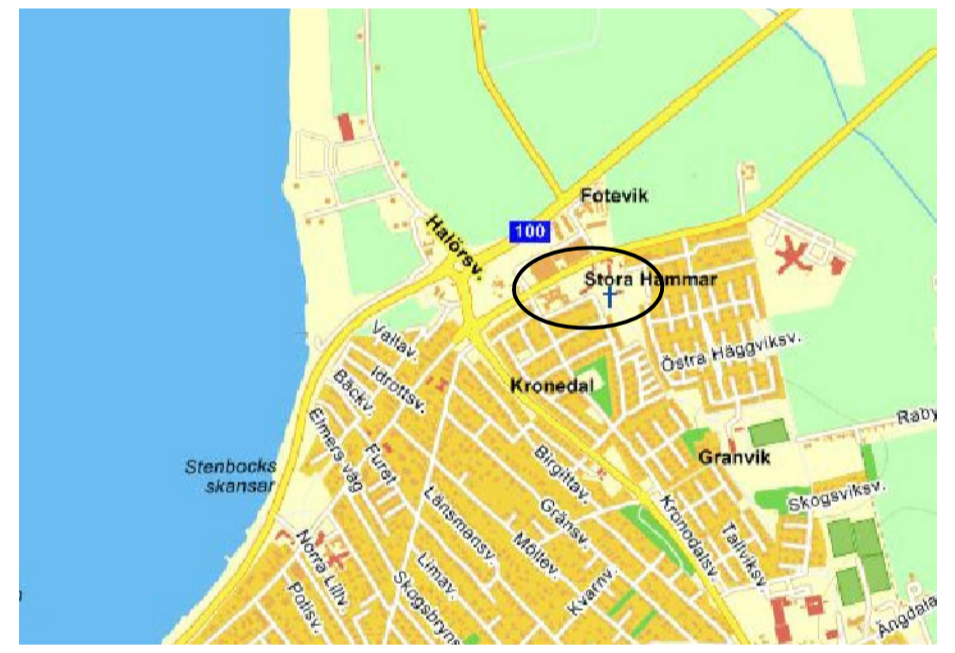 Fotevik
100
Halörsv.
Stora Hammar
Vallav.
Östra Häggviksv.
Idrottsv.
Kronedal
Bäckv.
Raby
Elmers väg
Granvik
Furet
Birgittav.
Stenbocks
skansar
Skogsviksv.
Länsmansv.
Gränsv.
Kronodalsv.
Tallviksv.
Möllev.
Norra Lillv.
Limav.
Kvarnv.
Skogsbryns
Potisv.
Ängdala